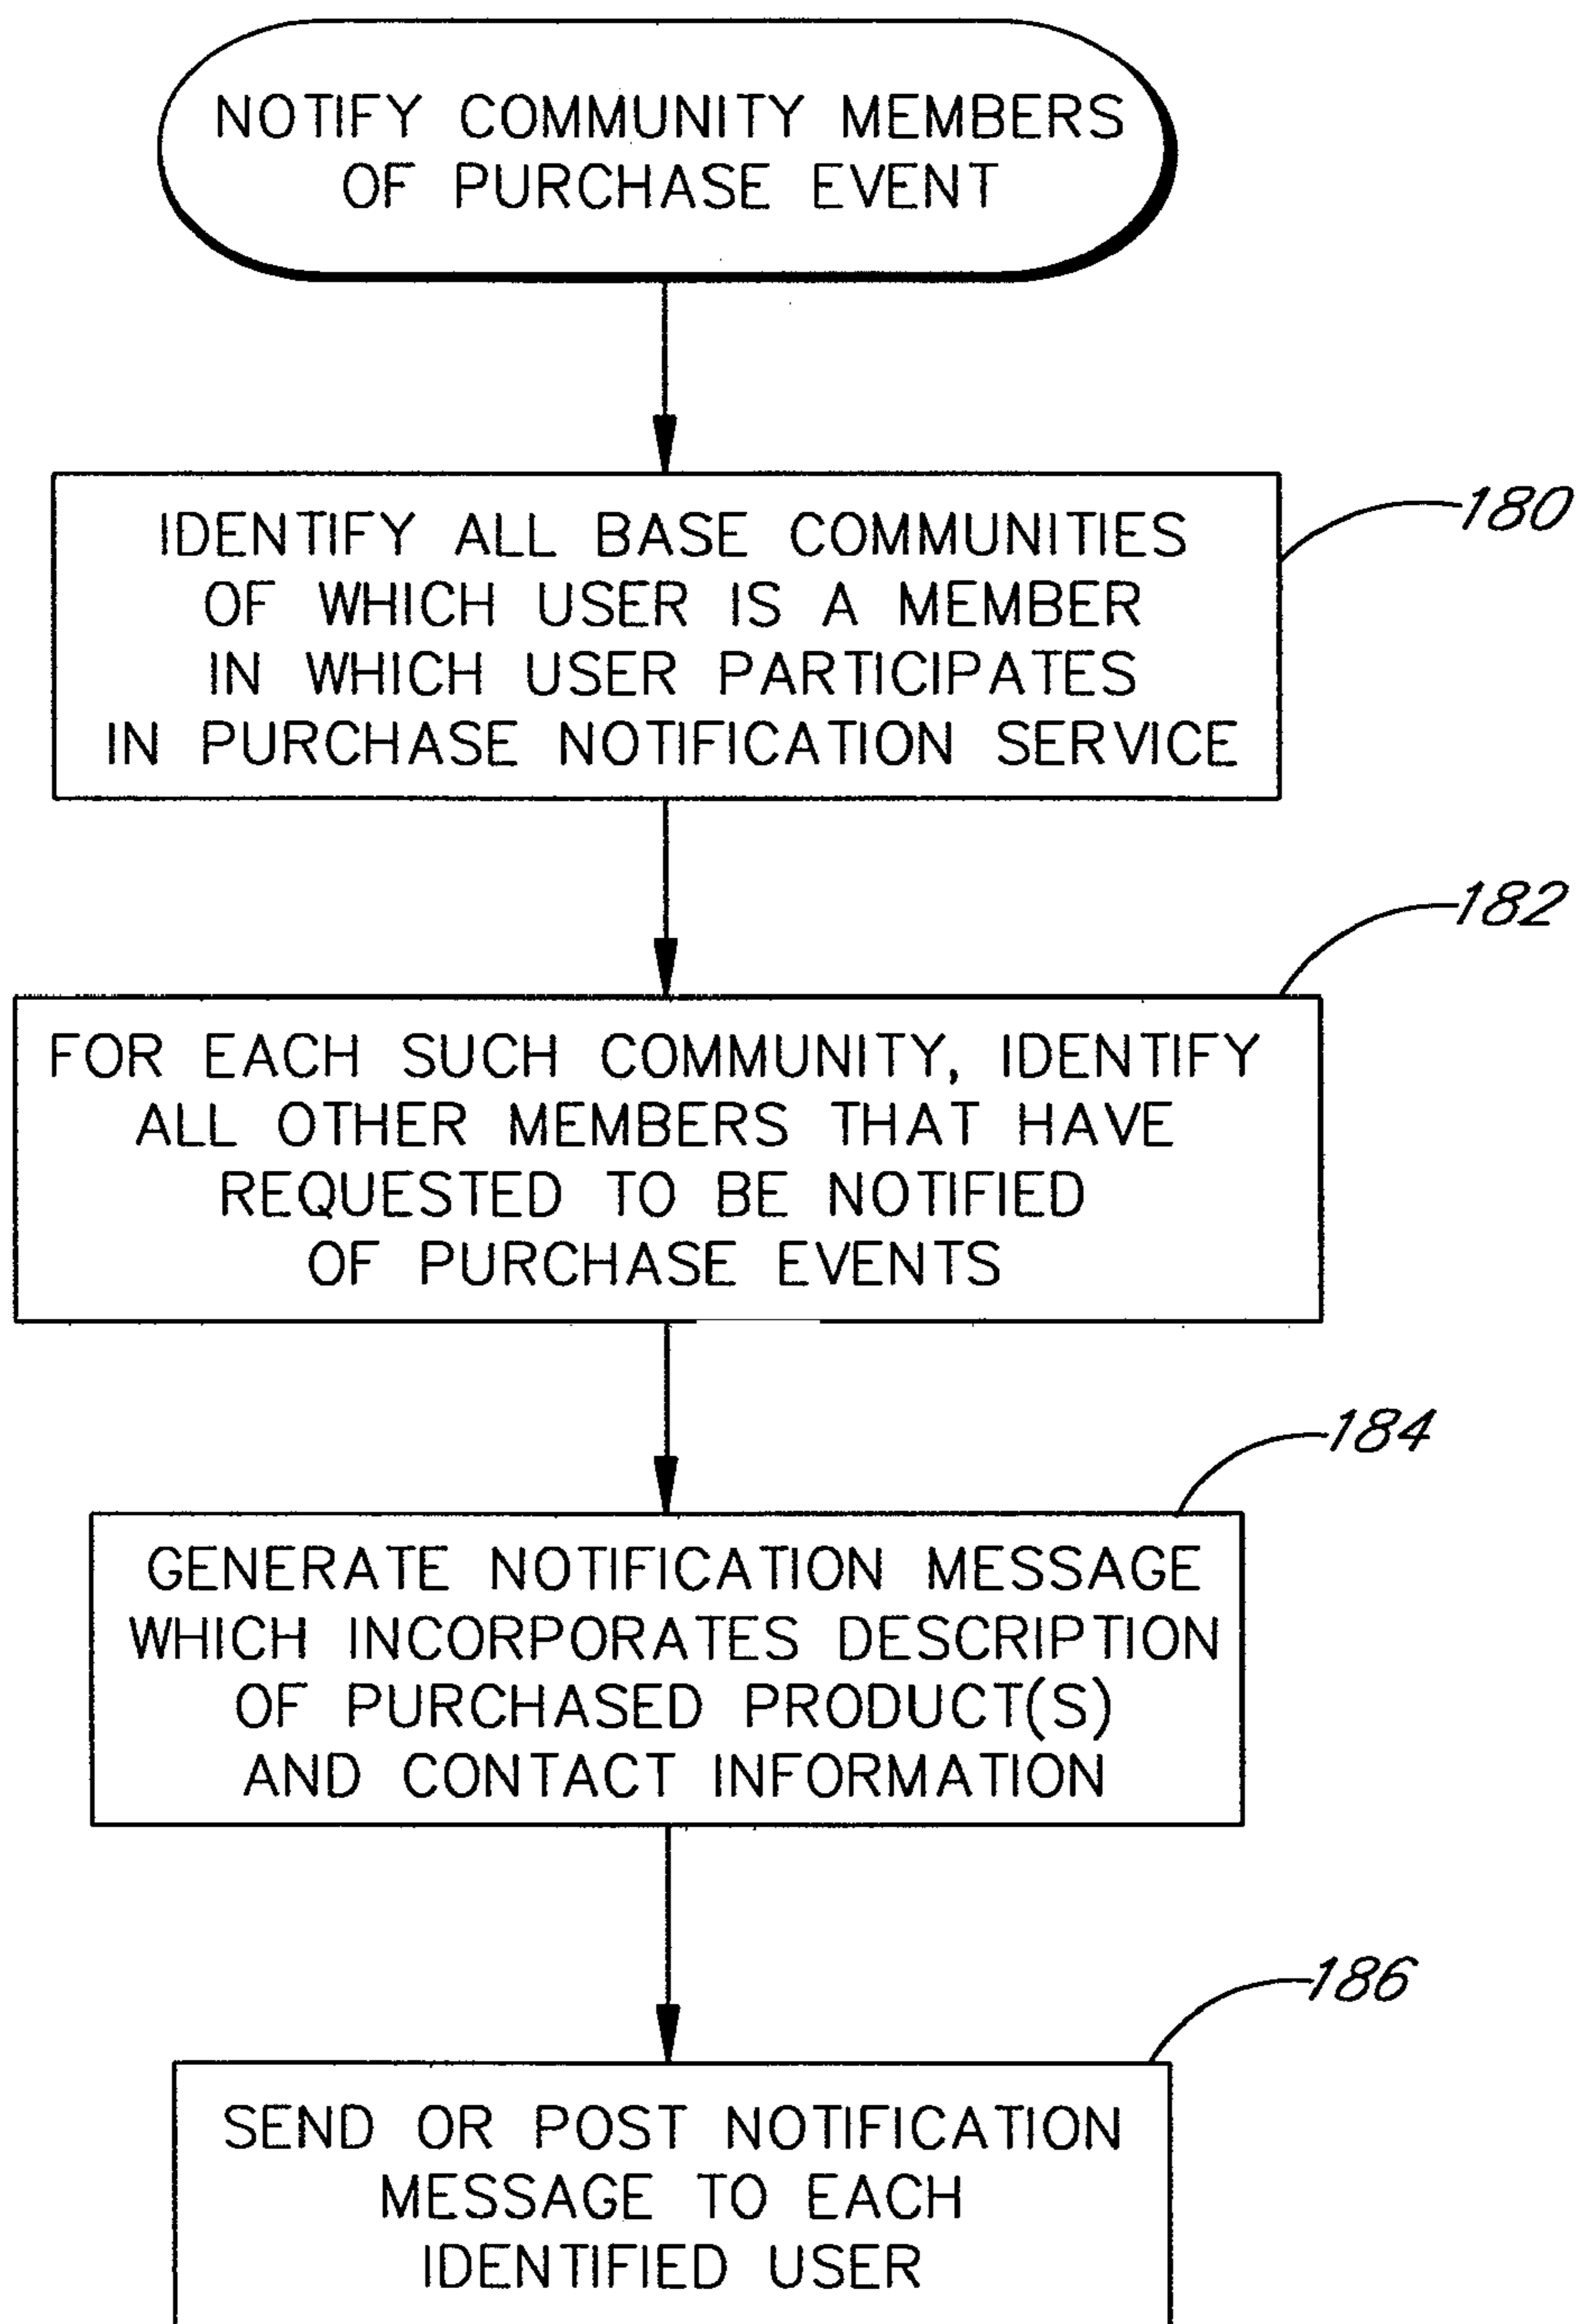 NOTIFY COMMUNITY MEMBERS
OF PURCHASE EVENT
IDENTIFY ALL BASE COMMUNITIES
OF WHICH USER IS A MEMBER
IN WHICH USER PARTICIPATES
IN PURCHASE NOTIFICATION SERVICE
180
FOR EACH SUCH COMMUNITY, IDENTIFY
ALL OTHER MEMBERS THAT HAVE
REQUESTED TO BE NOTIFIED
OF PURCHASE EVENTS
182
GENERATE NOTIFICATION MESSAGE
WHICH INCORPORATES DESCRIPTION
OF PURCHASED PRODUCT(S)
AND CONTACT INFORMATION
184
SEND OR POST NOTIFICATION
MESSAGE TO EACH
IDENTIFIED USER
186